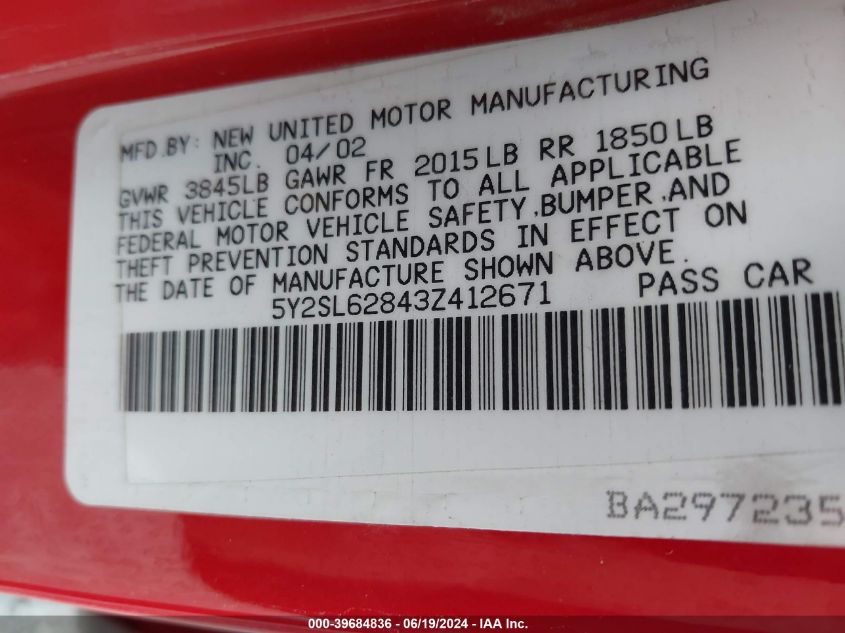 MFD.BY: NEW UNITED MOTOR MANUFACTURING
INC. 04/02
GVWR 3845LB GAWR FR 2015LB RR 1850LB
THIS VEHICLE CONFORMS TO ALL APPLICABLE
FEDERAL MOTOR VEHICLE SAFETY,BUMPER,AND
THEFT PREVENTION STANDARDS IN EFFECT ON
THE DATE OF MANUFACTURE SHOWN ABOVE.
5Y2SL62843Z412671 PASS CAR
BA297235
000-39684836 - 06/19/2024 - IAA Inc.